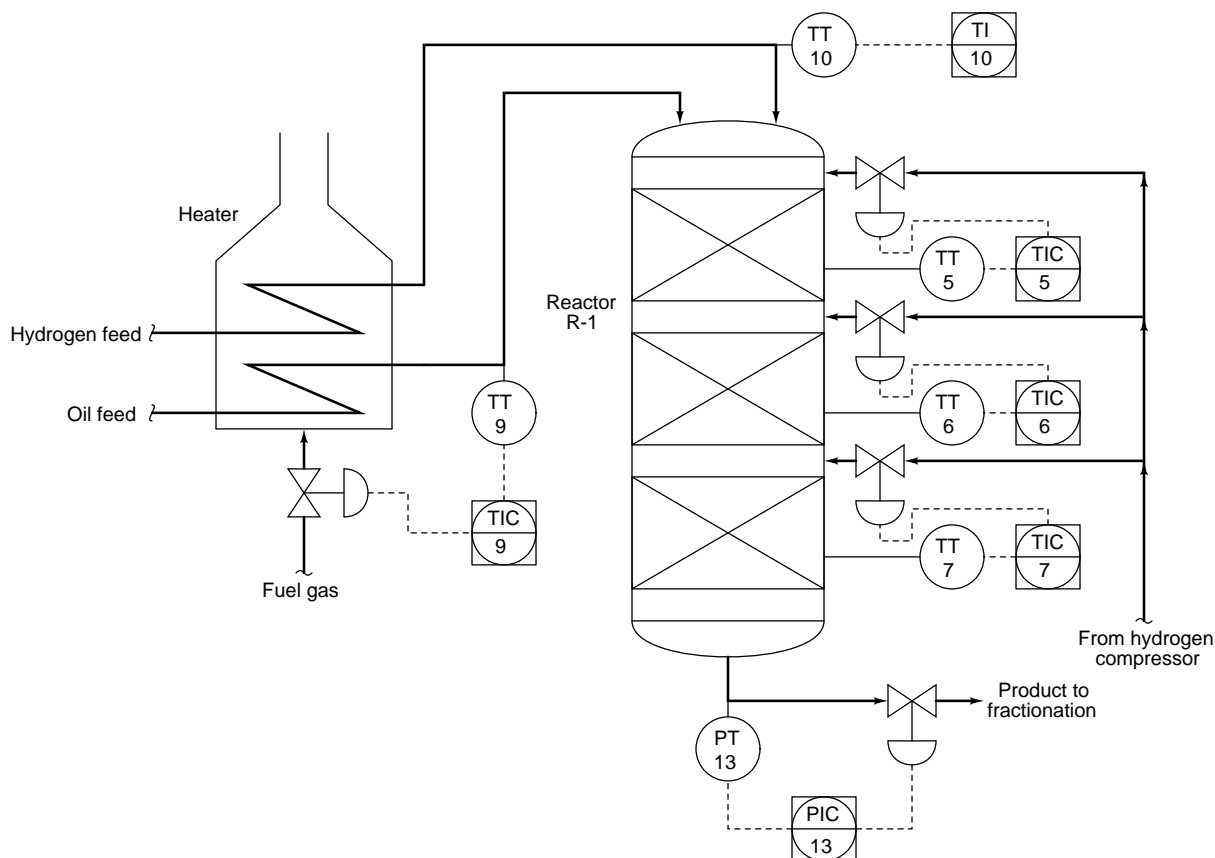 TT
10
TI
10
Heater
TT
5
TIC
5
Reactor
R-1
Hydrogen feed
TT
6
TIC
6
Oil feed
TT
9
TIC
9
TT
7
TIC
7
Fuel gas
From hydrogen
compressor
Product to
fractionation
PT
13
PIC
13